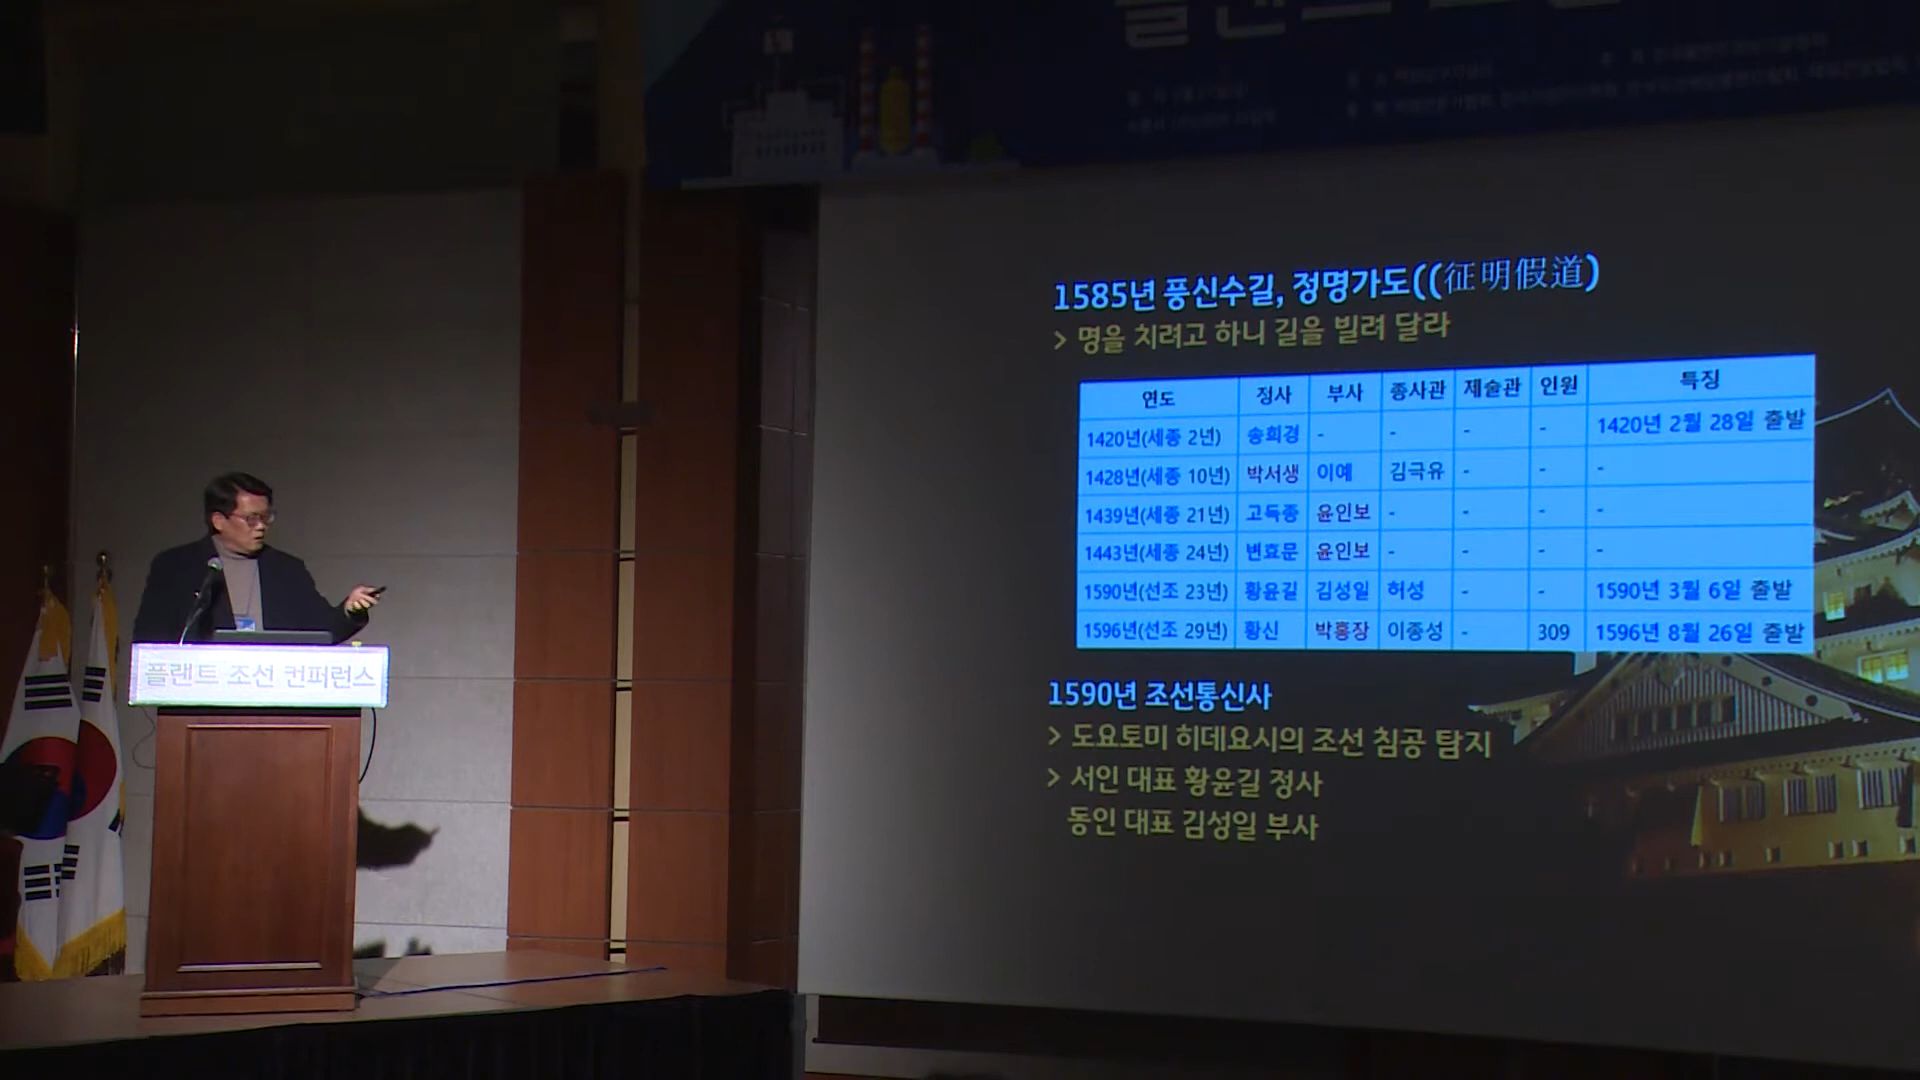 플랜트 조선 컨퍼런스
1585년 풍신수길, 정명가도((征明假道)
> 명을 치려고 하니 길을 빌려 달라
연도 정사 부사 종사관 제술관 인원 특징
1420년(세종 2년) 송희경 - - - - 1420년 2월 28일 출발
1428년(세종 10년) 박서생 이예 김극유 - - -
1439년(세종 21년) 고득종 윤인보 - - - -
1443년(세종 24년) 변효문 윤인보 - - - -
1590년(선조 23년) 황윤길 김성일 허성 - - 1590년 3월 6일 출발
1596년(선조 29년) 황신 박홍장 이종성 - 309 1596년 8월 26일 출발
1590년 조선통신사
> 도요토미 히데요시의 조선 침공 탐지
> 서인 대표 황윤길 정사
동인 대표 김성일 부사